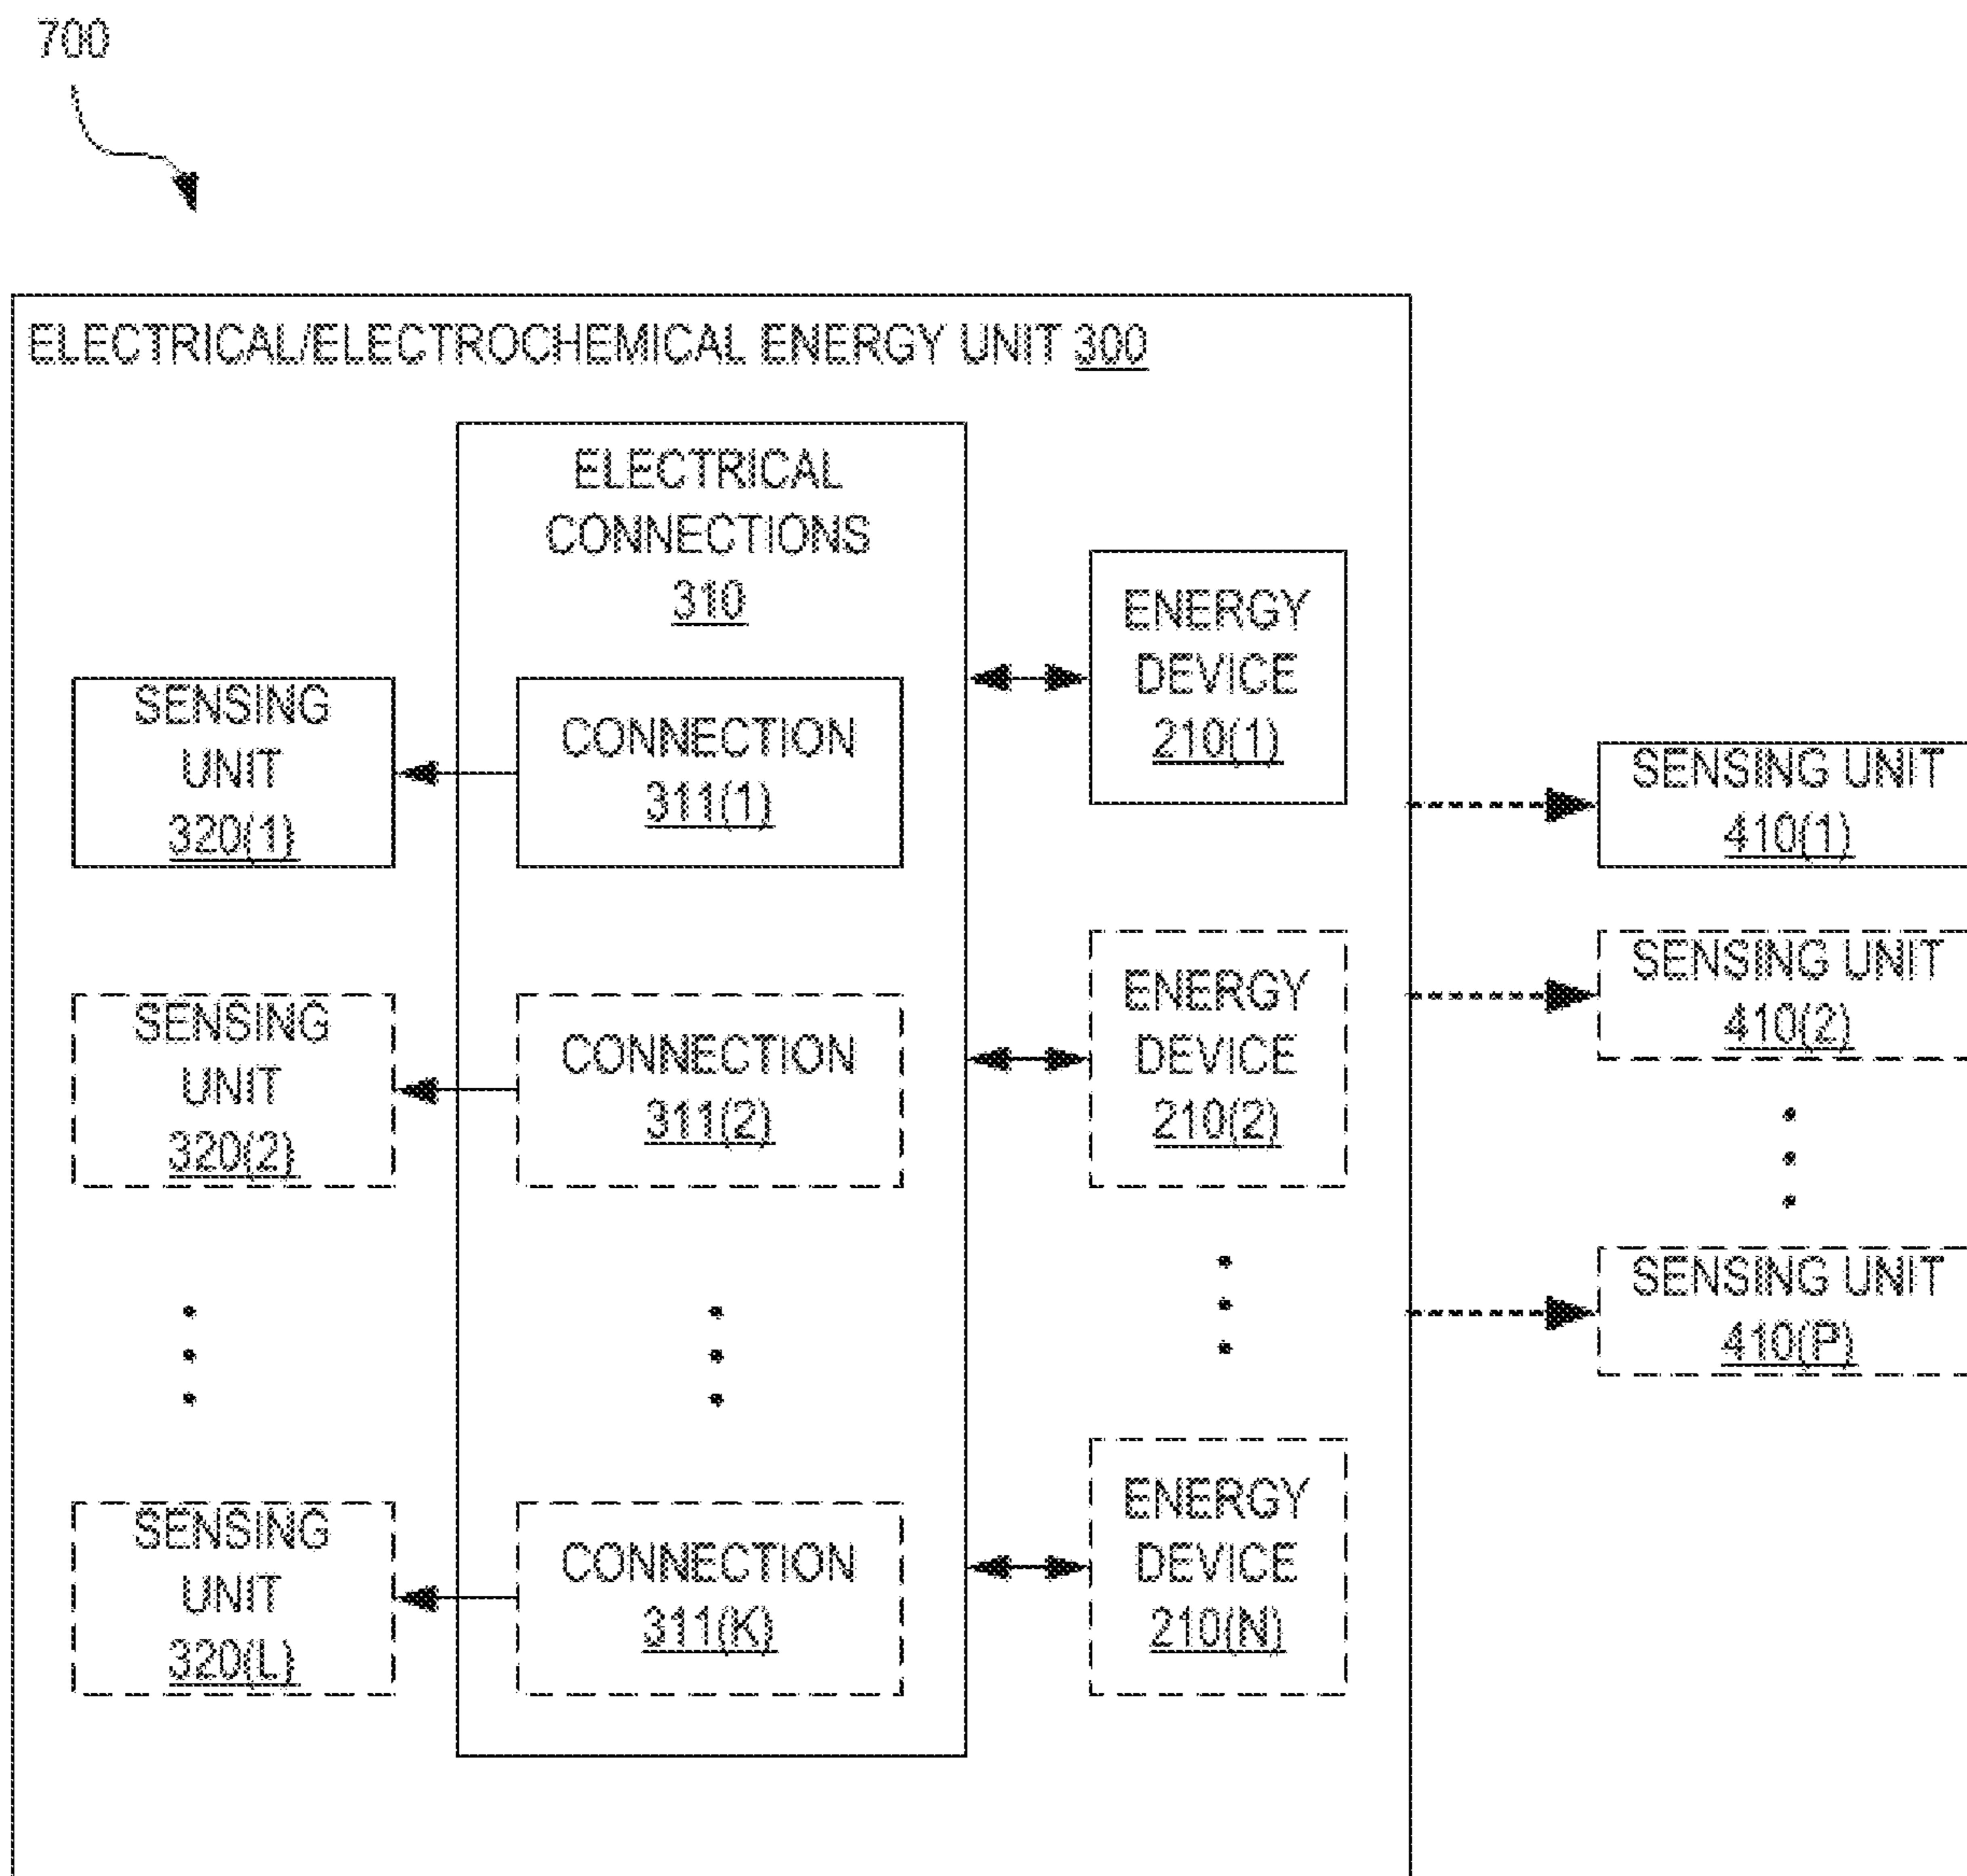 700
ELECTRICAL/ELECTROCHEMICAL ENERGY UNIT 300
ELECTRICAL
CONNECTIONS
310
SENSING
UNIT
320(1)
CONNECTION
311(1)
ENERGY
DEVICE
210(1)
SENSING UNIT
410(1)
SENSING
UNIT
320(2)
CONNECTION
311(2)
ENERGY
DEVICE
210(2)
SENSING UNIT
410(2)
SENSING UNIT
410(P)
SENSING
UNIT
320(L)
CONNECTION
311(K)
ENERGY
DEVICE
210(N)